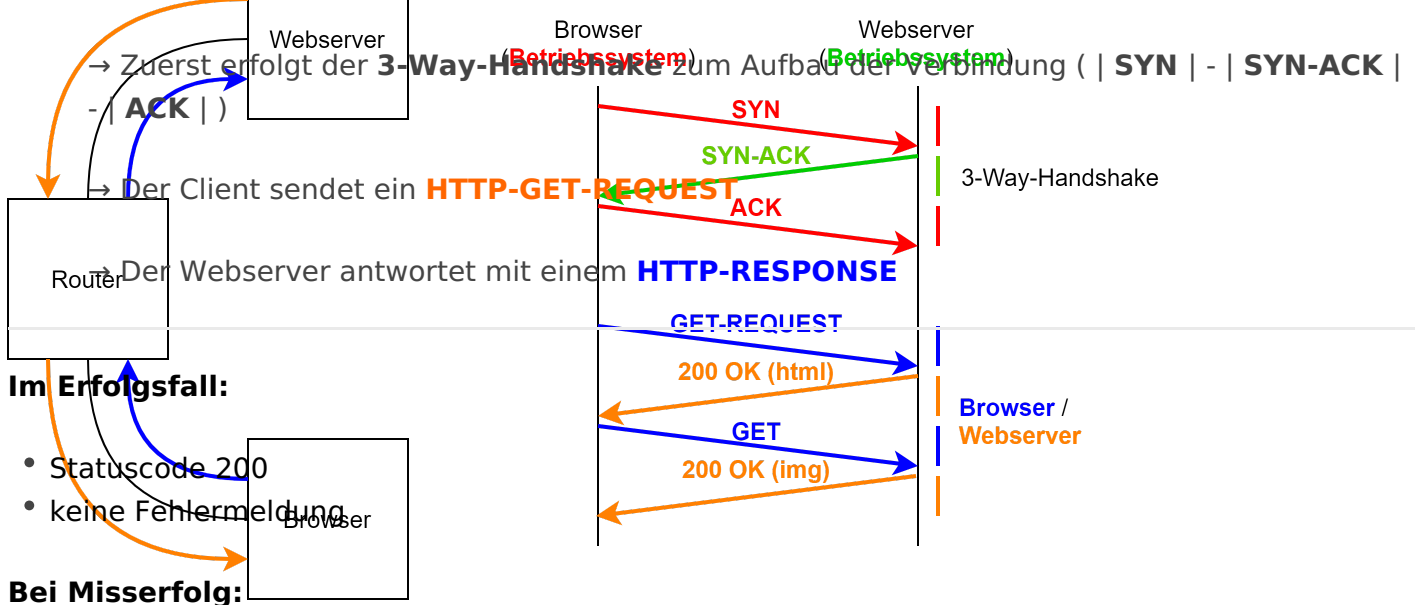 Browser
(Betriebssystem)
Webserver
(Betriebssystem)
Webserver
→ Zuerst erfolgt der 3-Way-Handshake zum Aufbau der Verbindung ( | SYN | - | SYN-ACK |
- | ACK | )
SYN
SYN-ACK
ACK
3-Way-Handshake
→ Der Client sendet ein HTTP-GET-REQUEST
→ Der Webserver antwortet mit einem HTTP-RESPONSE
Router
GET-REQUEST
200 OK (html)
GET
200 OK (img)
Browser /
Webserver
Im Erfolgsfall:
• Statuscode 200
• keine Fehlermeldung
Browser
Bei Misserfolg: